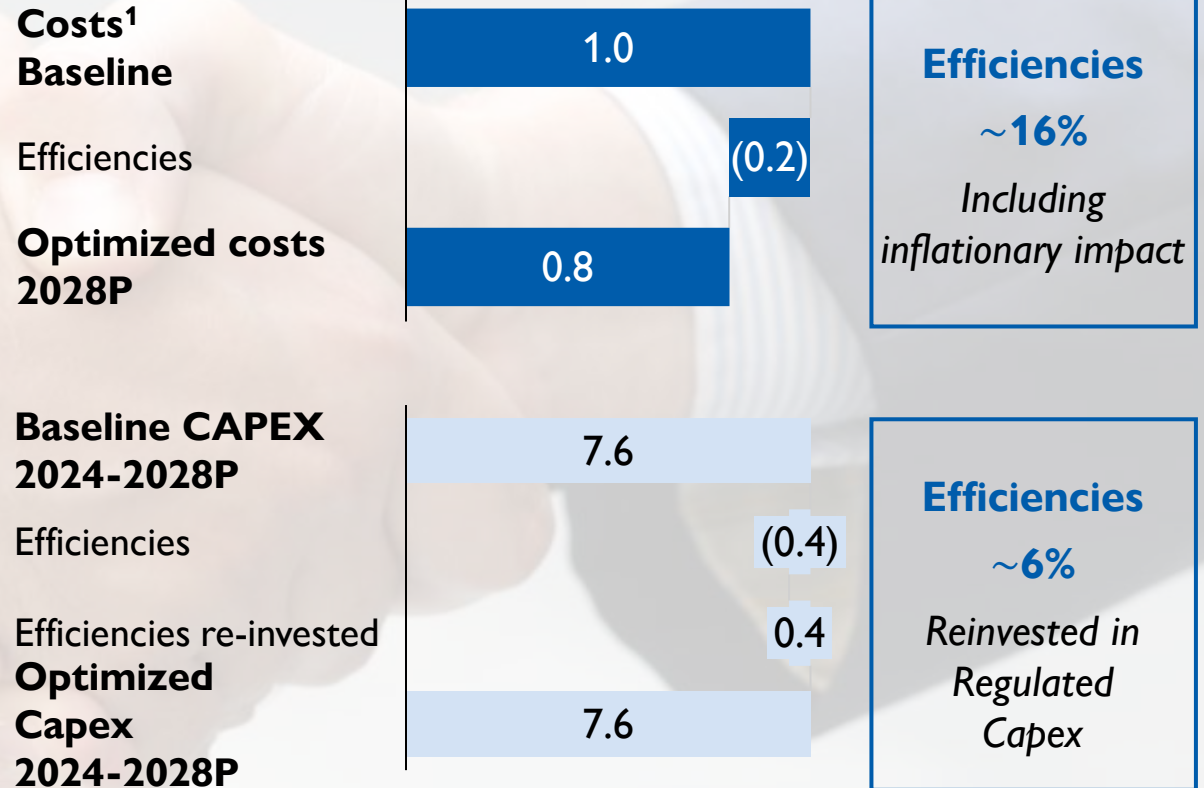 Costs¹
Baseline
1.0
Efficiencies
(0.2)
Optimized costs
2028P
0.8
Efficiencies
~16%
Including
inflationary impact
Baseline CAPEX
2024-2028P
7.6
Efficiencies
(0.4)
Efficiencies re-invested
0.4
Optimized
Capex
2024-2028P
7.6
Efficiencies
~6%
Reinvested in
Regulated
Capex